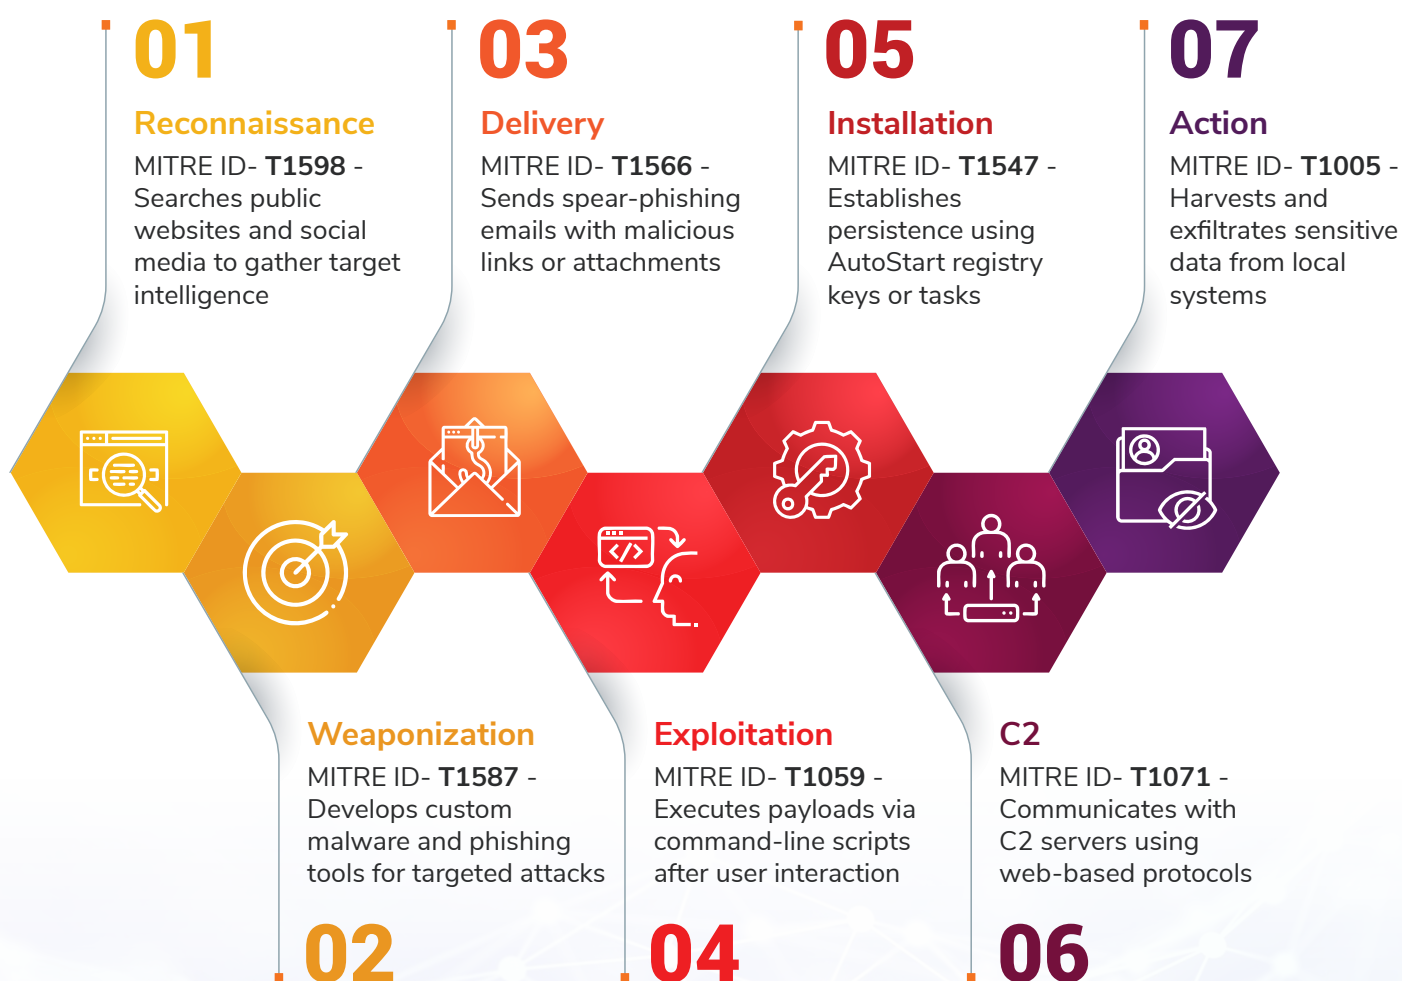 01
Reconnaissance
MITRE ID- T1598 -
Searches public
websites and social
media to gather target
intelligence
03
Delivery
MITRE ID- T1566 -
Sends spear-phishing
emails with malicious
links or attachments
05
Installation
MITRE ID- T1547 -
Establishes
persistence using
AutoStart registry
keys or tasks
07
Action
MITRE ID- T1005 -
Harvests and
exfiltrates sensitive
data from local
systems
</>
Weaponization
MITRE ID- T1587 -
Develops custom
malware and phishing
tools for targeted attacks
02
Exploitation
MITRE ID- T1059 -
Executes payloads via
command-line scripts
after user interaction
04
C2
MITRE ID- T1071 -
Communicates with
C2 servers using
web-based protocols
06